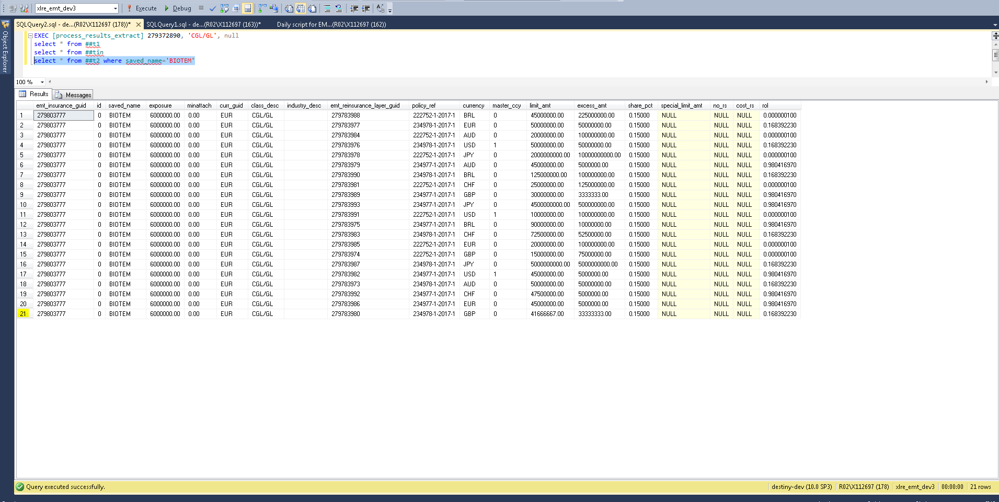 xlre_emt_dev3 Execute Debug
SQLQuery2.sql - de...(R02\X112697 (178))* SQLQuery1.sql - de...(R02\X112697 (163))* Daily script for EM...(R02\X112697 (162))
Object Explorer
EXEC [process_results_extract] 279372890, 'CGL/GL', null
select * from ##t1
select * from ##tin
select * from ##t2 where saved_name='BIOTEM'
100 %
Results Messages
emt_insurance_guid id saved_name exposure minattach curr_guid class_desc industry_desc emt_reinsurance_layer_guid policy_ref currency master_ccy limit_amt excess_amt share_pct special_limit_amt no_rs cost_rs rol
1 279803777 0 BIOTEM 6000000.00 0.00 EUR CGL/GL 279783988 222752-1-2017-1 BRL 0 45000000.00 225000000.00 0.15000 NULL NULL NULL 0.000000100
2 279803777 0 BIOTEM 6000000.00 0.00 EUR CGL/GL 279783977 234978-1-2017-1 EUR 0 50000000.00 50000000.00 0.15000 NULL NULL NULL 0.168392230
3 279803777 0 BIOTEM 6000000.00 0.00 EUR CGL/GL 279783984 222752-1-2017-1 AUD 0 20000000.00 100000000.00 0.15000 NULL NULL NULL 0.000000100
4 279803777 0 BIOTEM 6000000.00 0.00 EUR CGL/GL 279783976 234978-1-2017-1 USD 1 50000000.00 50000000.00 0.15000 NULL NULL NULL 0.168392230
5 279803777 0 BIOTEM 6000000.00 0.00 EUR CGL/GL 279783978 222752-1-2017-1 JPY 0 2000000000.00 10000000000.00 0.15000 NULL NULL NULL 0.000000100
6 279803777 0 BIOTEM 6000000.00 0.00 EUR CGL/GL 279783979 234977-1-2017-1 AUD 0 45000000.00 5000000.00 0.15000 NULL NULL NULL 0.980416970
7 279803777 0 BIOTEM 6000000.00 0.00 EUR CGL/GL 279783990 234978-1-2017-1 BRL 0 125000000.00 100000000.00 0.15000 NULL NULL NULL 0.168392230
8 279803777 0 BIOTEM 6000000.00 0.00 EUR CGL/GL 279783981 222752-1-2017-1 CHF 0 25000000.00 125000000.00 0.15000 NULL NULL NULL 0.000000100
9 279803777 0 BIOTEM 6000000.00 0.00 EUR CGL/GL 279783989 234977-1-2017-1 GBP 0 30000000.00 3333333.00 0.15000 NULL NULL NULL 0.980416970
10 279803777 0 BIOTEM 6000000.00 0.00 EUR CGL/GL 279783993 234977-1-2017-1 JPY 0 4500000000.00 500000000.00 0.15000 NULL NULL NULL 0.980416970
11 279803777 0 BIOTEM 6000000.00 0.00 EUR CGL/GL 279783991 222752-1-2017-1 USD 1 10000000.00 100000000.00 0.15000 NULL NULL NULL 0.000000100
12 279803777 0 BIOTEM 6000000.00 0.00 EUR CGL/GL 279783975 234977-1-2017-1 BRL 0 90000000.00 10000000.00 0.15000 NULL NULL NULL 0.980416970
13 279803777 0 BIOTEM 6000000.00 0.00 EUR CGL/GL 279783983 234978-1-2017-1 CHF 0 72500000.00 52500000.00 0.15000 NULL NULL NULL 0.168392230
14 279803777 0 BIOTEM 6000000.00 0.00 EUR CGL/GL 279783985 222752-1-2017-1 EUR 0 20000000.00 100000000.00 0.15000 NULL NULL NULL 0.000000100
15 279803777 0 BIOTEM 6000000.00 0.00 EUR CGL/GL 279783974 222752-1-2017-1 GBP 0 15000000.00 75000000.00 0.15000 NULL NULL NULL 0.000000100
16 279803777 0 BIOTEM 6000000.00 0.00 EUR CGL/GL 279783987 234978-1-2017-1 JPY 0 5000000000.00 5000000000.00 0.15000 NULL NULL NULL 0.168392230
17 279803777 0 BIOTEM 6000000.00 0.00 EUR CGL/GL 279783982 234977-1-2017-1 USD 1 45000000.00 5000000.00 0.15000 NULL NULL NULL 0.980416970
18 279803777 0 BIOTEM 6000000.00 0.00 EUR CGL/GL 279783973 234978-1-2017-1 AUD 0 50000000.00 50000000.00 0.15000 NULL NULL NULL 0.168392230
19 279803777 0 BIOTEM 6000000.00 0.00 EUR CGL/GL 279783992 234977-1-2017-1 CHF 0 47500000.00 5000000.00 0.15000 NULL NULL NULL 0.980416970
20 279803777 0 BIOTEM 6000000.00 0.00 EUR CGL/GL 279783986 234977-1-2017-1 EUR 0 45000000.00 5000000.00 0.15000 NULL NULL NULL 0.980416970
21 279803777 0 BIOTEM 6000000.00 0.00 EUR CGL/GL 279783980 234978-1-2017-1 GBP 0 41666667.00 33333333.00 0.15000 NULL NULL NULL 0.168392230
Query executed successfully. destiny-dev (10.0 SP3) R02\X112697 (178) xlre_emt_dev3 00:00:00 21 rows